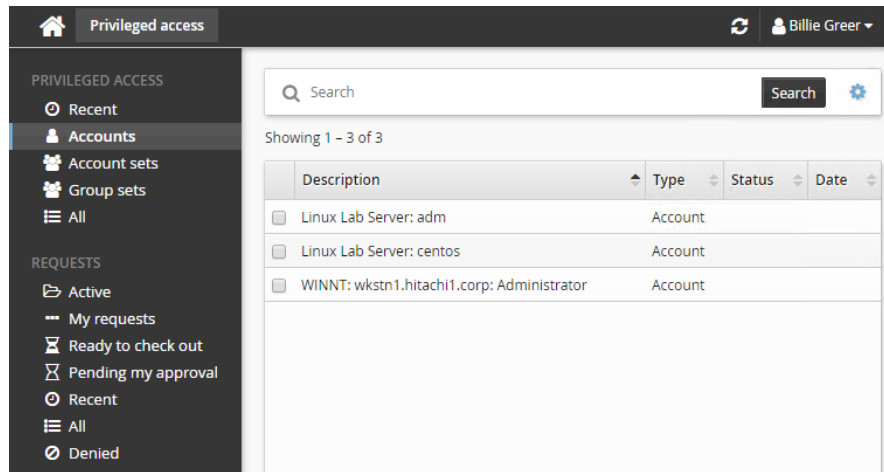 Privileged access
Billie Greer
PRIVILEGED ACCESS
Recent
Accounts
Account sets
Group sets
All
REQUESTS
Active
My requests
Ready to check out
Pending my approval
Recent
All
Denied
Search
Search
Showing 1 – 3 of 3
Description Type Status Date
Linux Lab Server: adm Account
Linux Lab Server: centos Account
WINNT: wkstn1.hitachi1.corp: Administrator Account